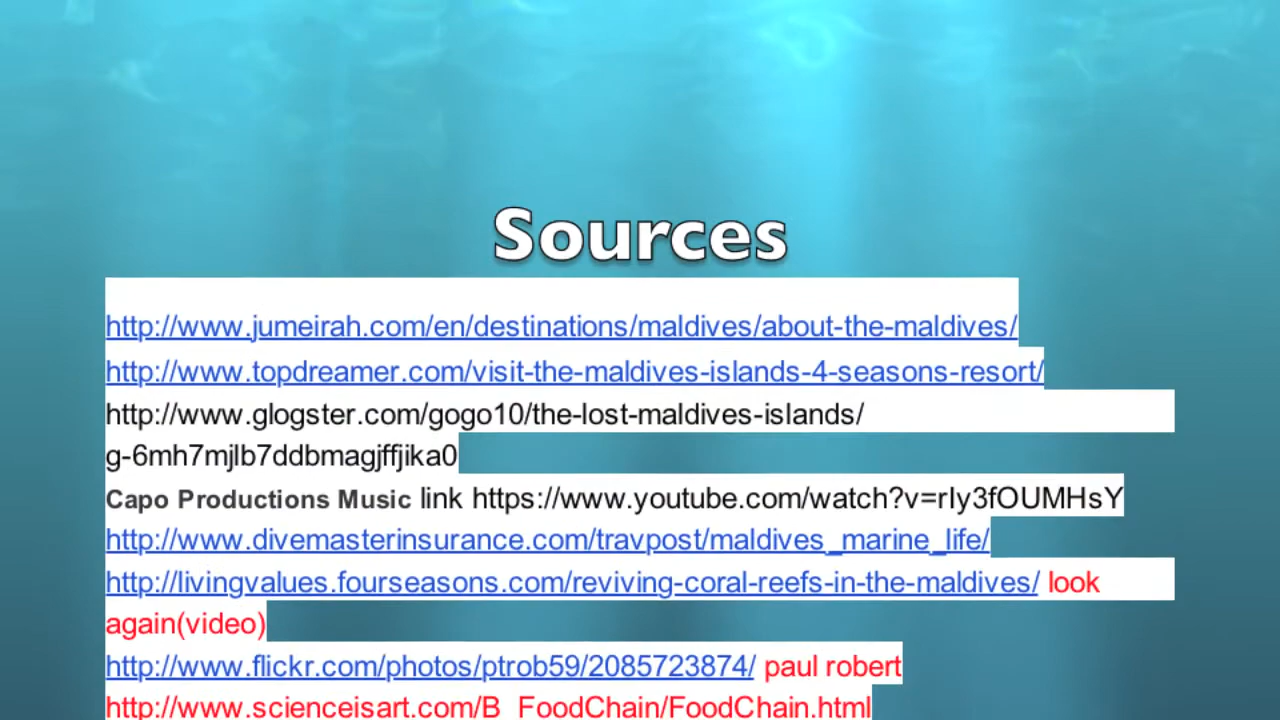 Sources
http://www.jumeirah.com/en/destinations/maldives/about-the-maldives/
http://www.topdreamer.com/visit-the-maldives-islands-4-seasons-resort/
http://www.glogster.com/gogo10/the-lost-maldives-islands/
g-6mh7mjlb7ddbmagjffjika0
Capo Productions Music link https://www.youtube.com/watch?v=rIy3fOUMHsY
http://www.divemasterinsurance.com/travpost/maldives_marine_life/
http://livingvalues.fourseasons.com/reviving-coral-reefs-in-the-maldives/ look
again(video)
http://www.flickr.com/photos/ptrob59/2085723874/ paul robert
http://www.scienceisart.com/B_FoodChain/FoodChain.html